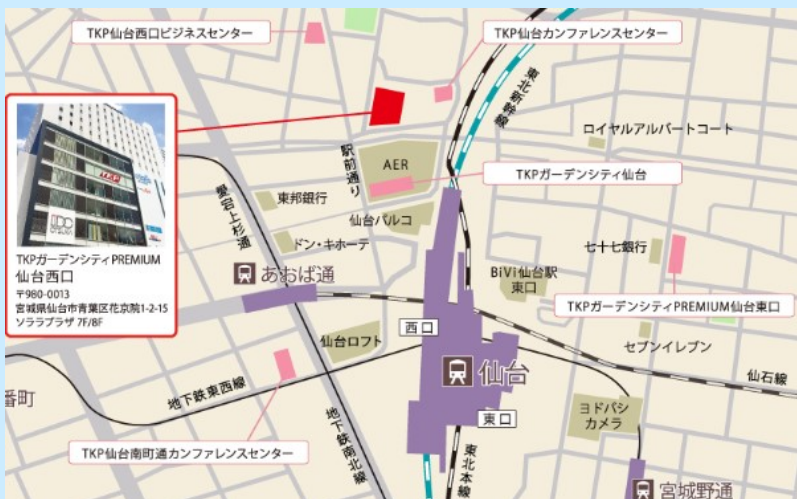 TKP仙台西口ビジネスセンター
TKP仙台カンファレンスセンター
東北新幹線
ロイヤルアルバートコート
駅前通り
AER
TKPガーデンシティ仙台
愛宕上杉通
東邦銀行
仙台パルコ
ドン・キホーテ
七十七銀行
TKPガーデンシティPREMIUM
仙台西口
〒980-0013
宮城県仙台市青葉区花京院1-2-15
ソララプラザ 7F/8F
あおば通
BiVi仙台駅
東口
TKPガーデンシティPREMIUM仙台東口
西口
仙台ロフト
セブンイレブン
仙台
仙石線
番町
地下鉄東西線
ヨドバシ
カメラ
東口
TKP仙台南町通カンファレンスセンター
地下鉄南北線
東北本線
宮城野通